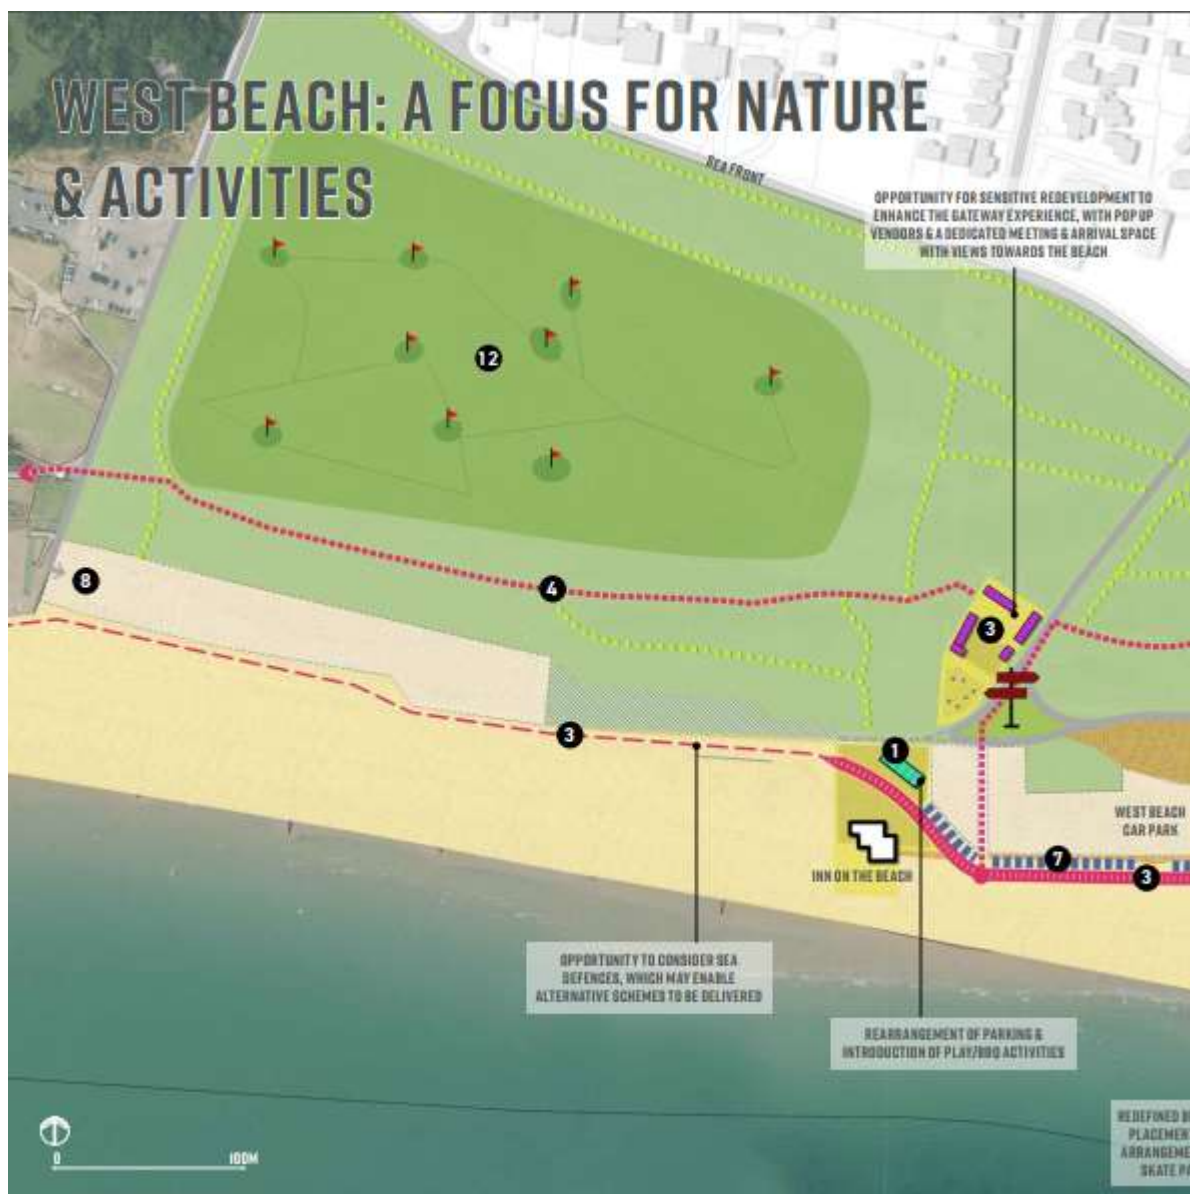 WEST BEACH: A FOCUS FOR NATURE
& ACTIVITIES
SEA FRONT
OPPORTUNITY FOR SENSITIVE REDEVELOPMENT TO
ENHANCE THE GATEWAY EXPERIENCE, WITH POP UP
VENDORS & A DEDICATED MEETING & ARRIVAL SPACE
WITH VIEWS TOWARDS THE BEACH
12
8
4
3
3
1
WEST BEACH
CAR PARK
7
3
INN ON THE BEACH
OPPORTUNITY TO CONSIDER SEA
DEFENCES, WHICH MAY ENABLE
ALTERNATIVE SCHEMES TO BE DELIVERED
REARRANGEMENT OF PARKING &
INTRODUCTION OF PLAY/BBQ ACTIVITIES
REDEFINED
PLACEMEN
ARRANGEME
SKATE PA
0 100M